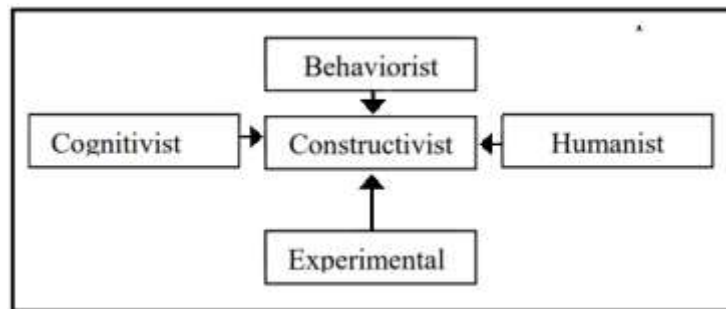 Behaviorist
Cognitivist
Constructivist
Humanist
Experimental